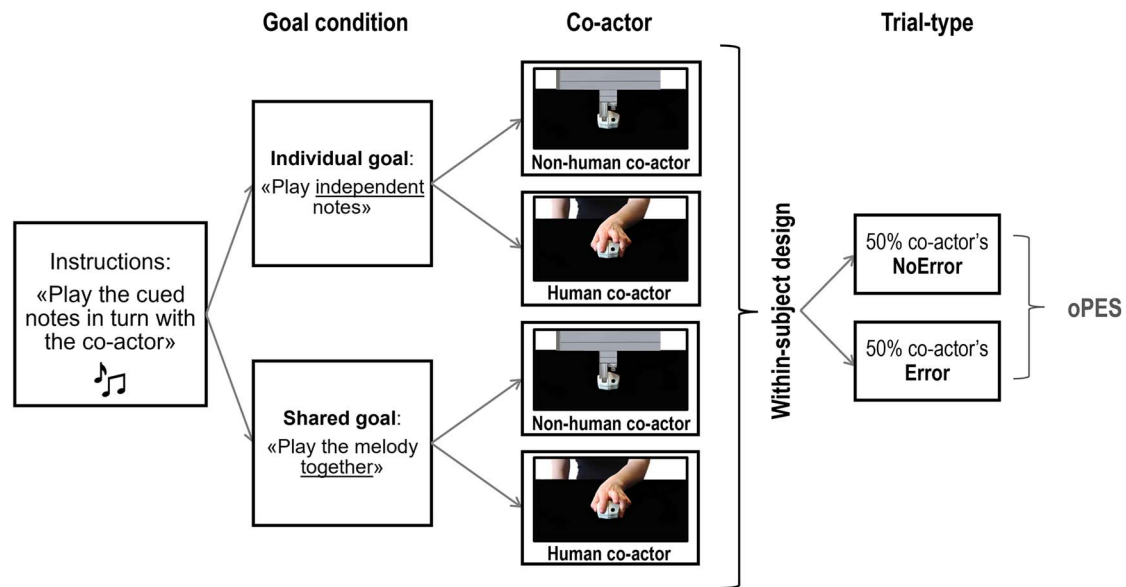 Goal condition
Co-actor
Trial-type
Instructions:
«Play the cued
notes in turn with
the co-actor»
Individual goal:
«Play independent
notes»
Shared goal:
«Play the melody
together»
Non-human co-actor
Human co-actor
Non-human co-actor
Human co-actor
Within-subject design
50% co-actor's
NoError
50% co-actor's
Error
oPES